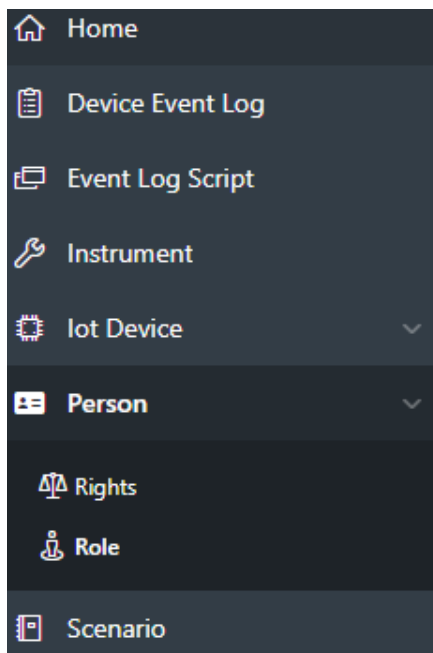 Home
Device Event Log
Event Log Script
Instrument
Iot Device
Person
Rights
Role
Scenario